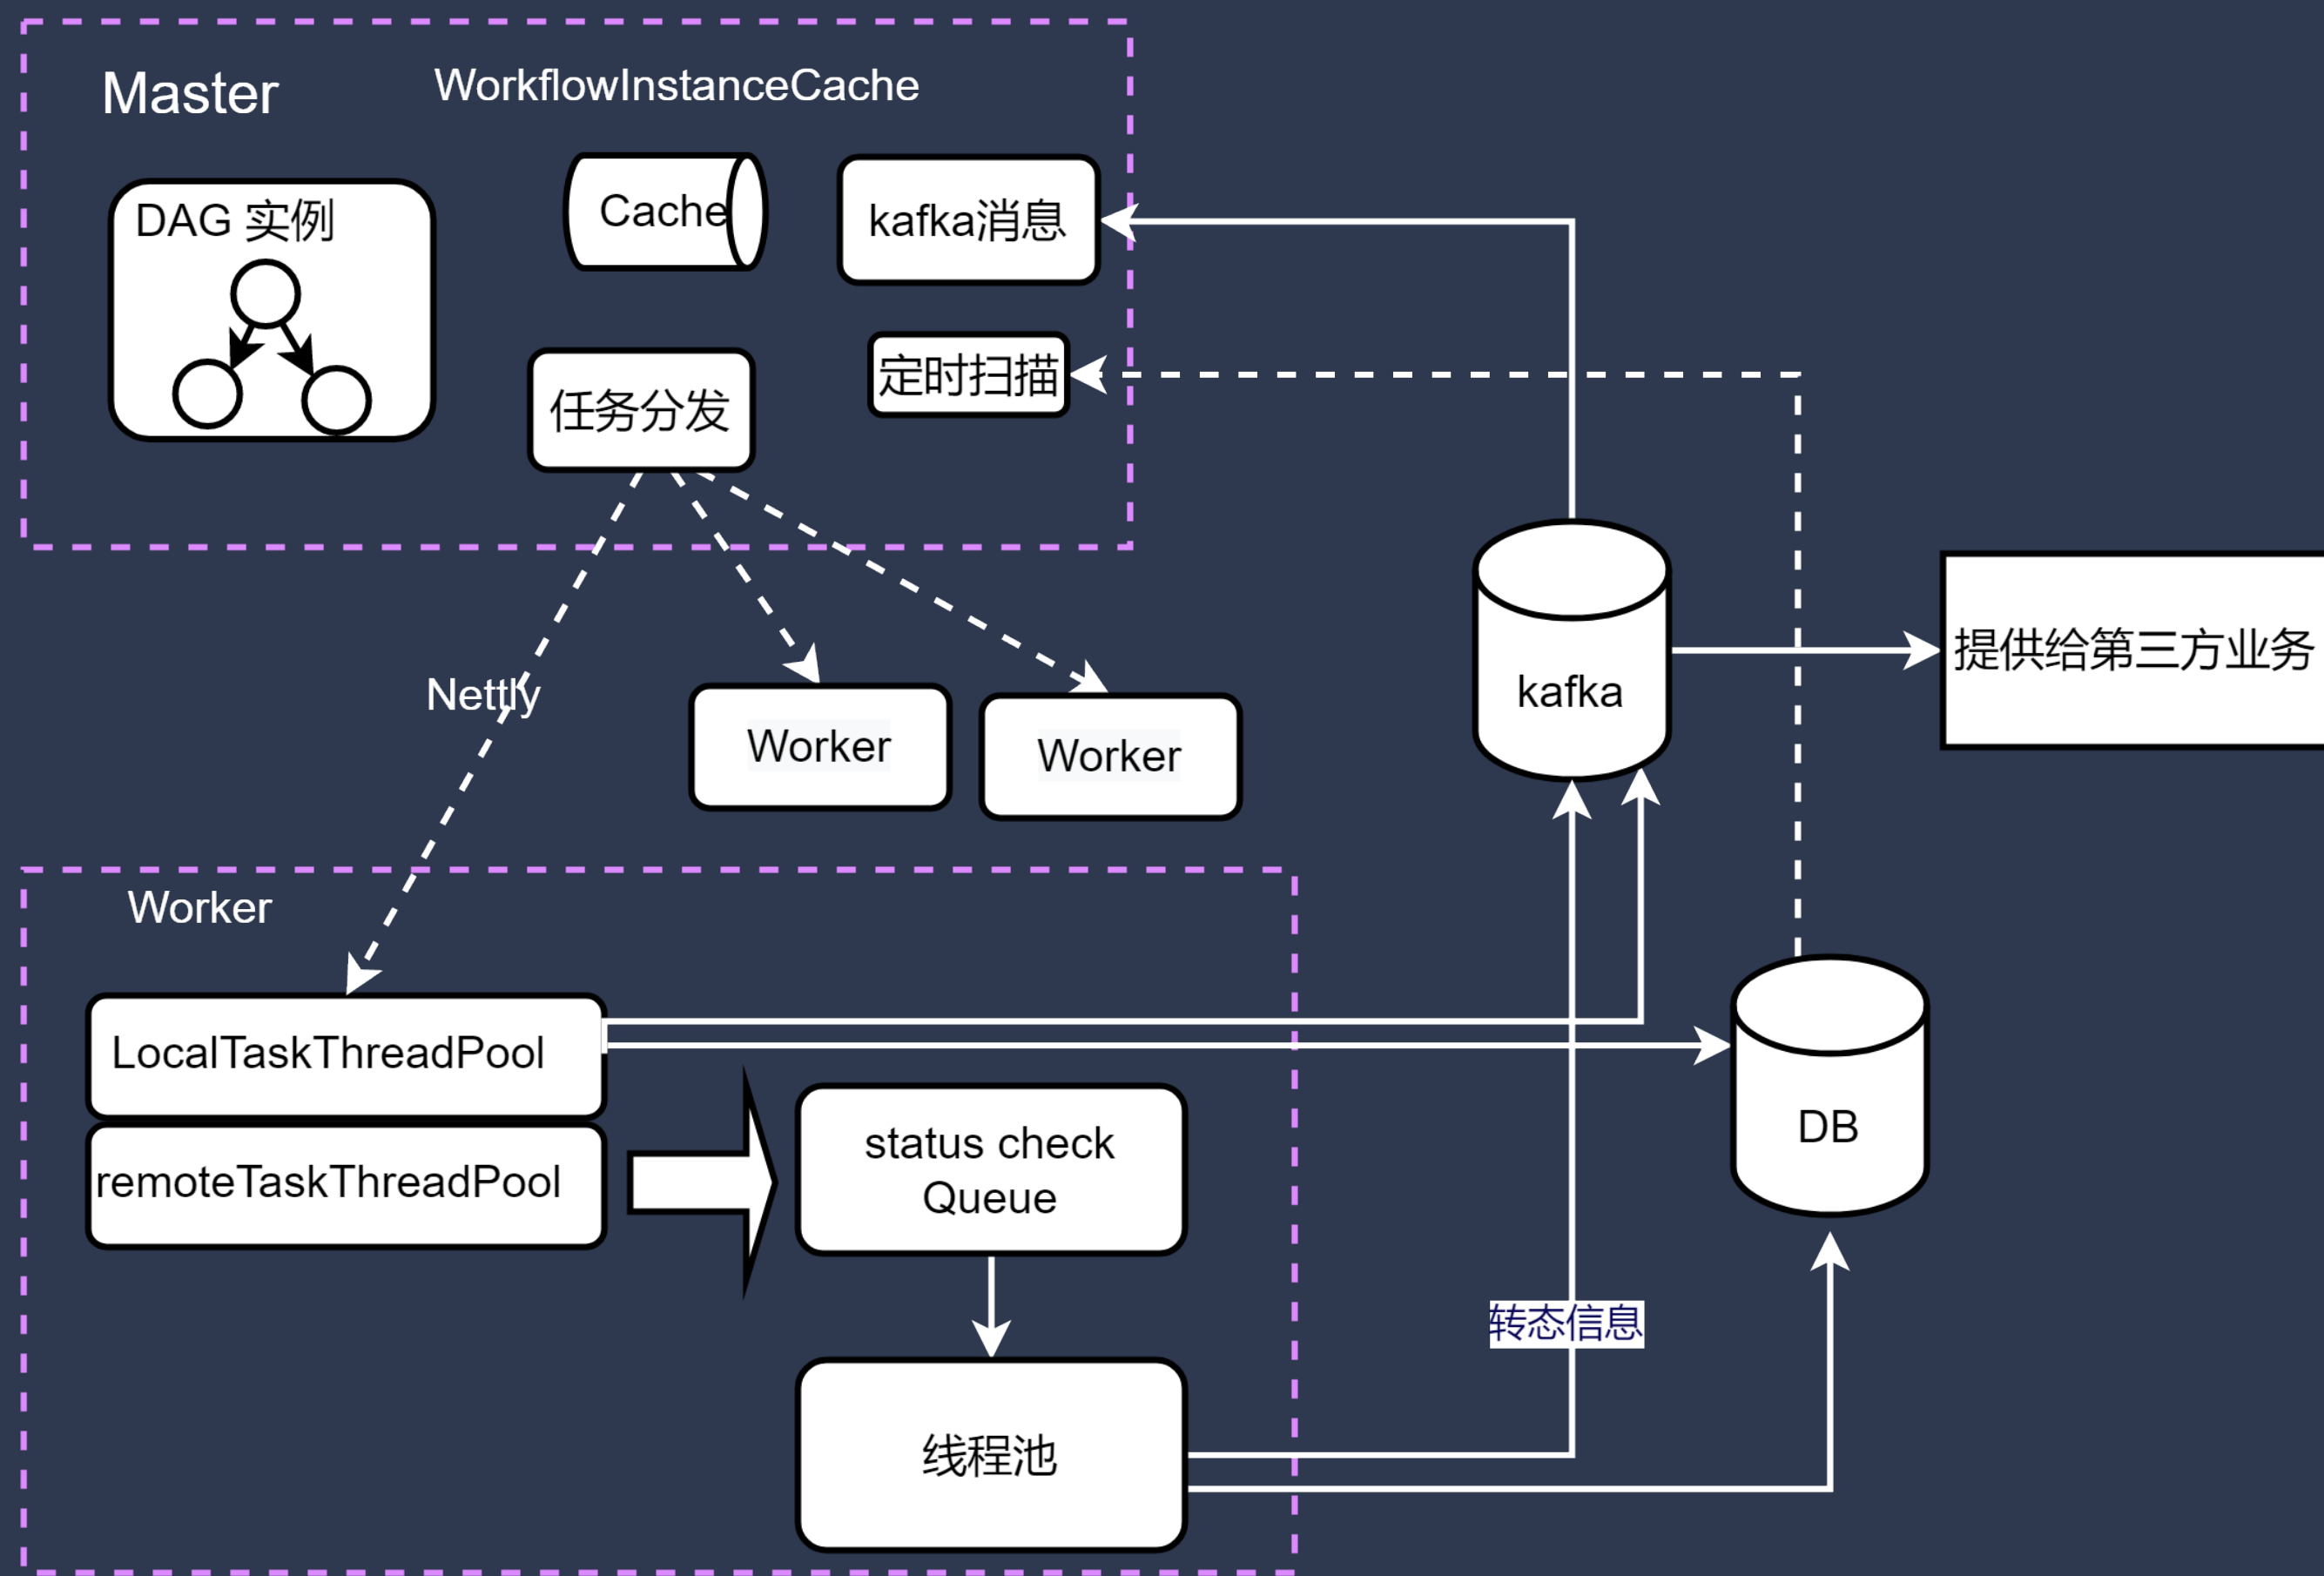 Master
WorkflowInstanceCache
DAG 实例
Cache
kafka消息
定时扫描
任务分发
Nettly
Worker
Worker
kafka
提供给第三方业务
Worker
LocalTaskThreadPool
remoteTaskThreadPool
status check
Queue
DB
转态信息
线程池